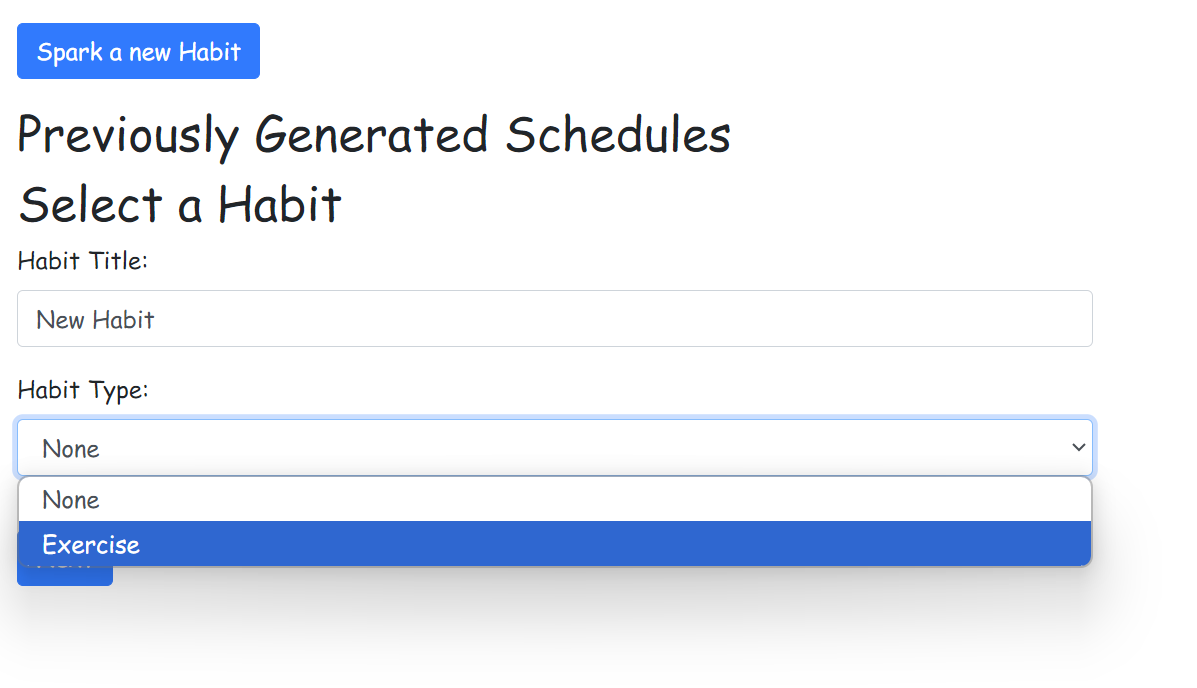 Spark a new Habit
Previously Generated Schedules
Select a Habit
Habit Title:
New Habit
Habit Type:
None
None
Exercise